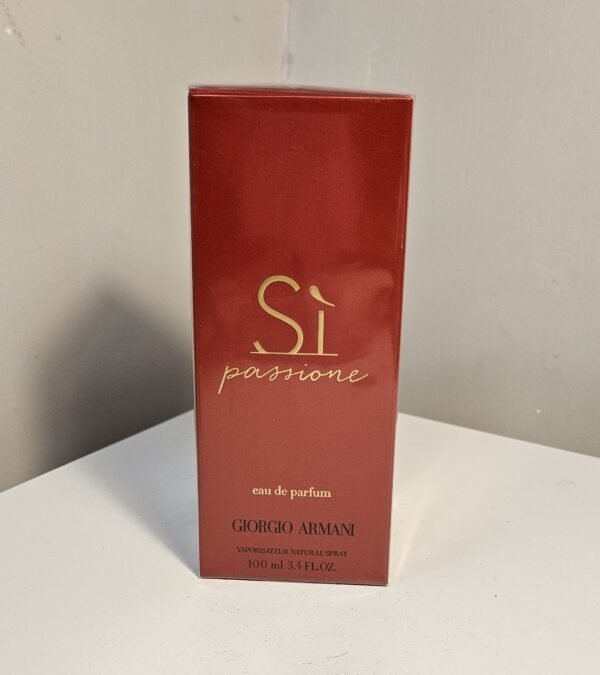 Sì
passione
eau de parfum
GIORGIO ARMANI
VAPORISATEUR NATURAL SPRAY
100 ml 3.4 FL.OZ.